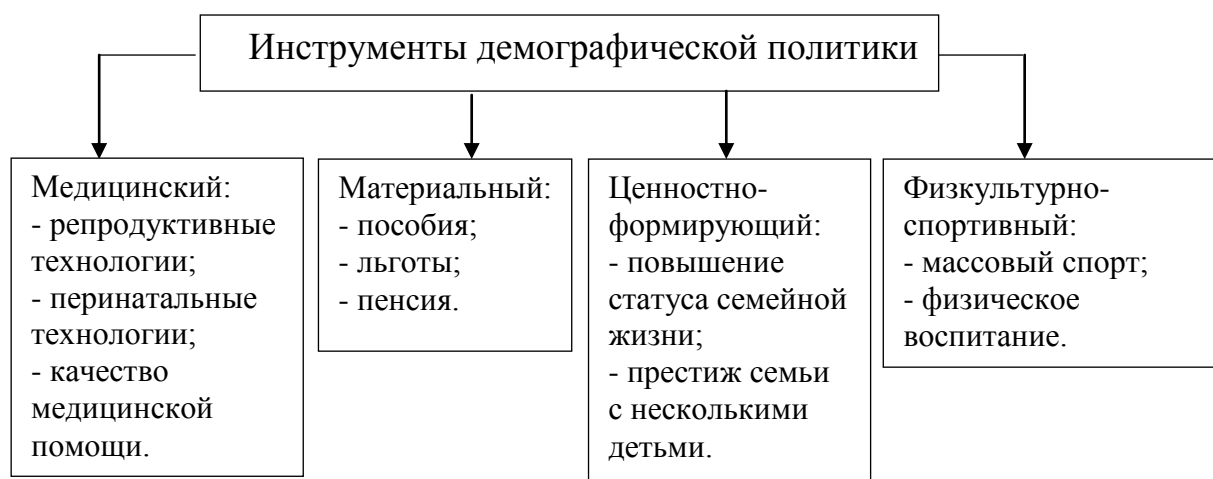 Инструменты демографической политики
Медицинский:
- репродуктивные
технологии;
- перинатальные
технологии;
- качество
медицинской
помощи.
Материальный:
- пособия;
- льготы;
- пенсия.
Ценностно-
формирующий:
- повышение
статуса семейной
жизни;
- престиж семьи
с несколькими
детьми.
Физкультурно-
спортивный:
- массовый спорт;
- физическое
воспитание.